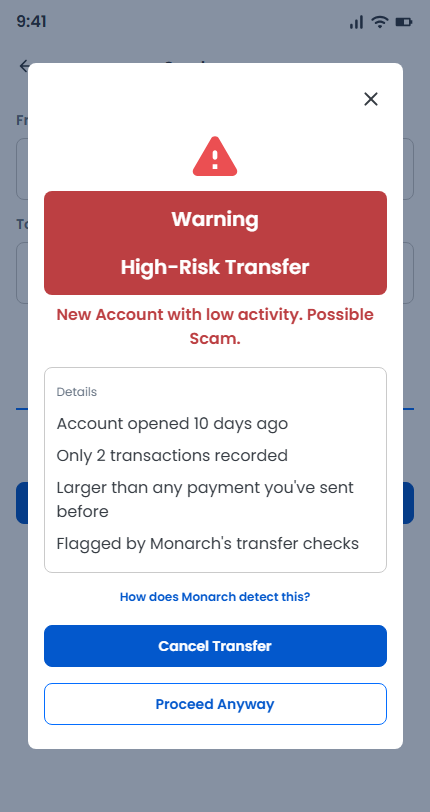 9:41
Warning
High-Risk Transfer
New Account with low activity. Possible
Scam.
Details
Account opened 10 days ago
Only 2 transactions recorded
Larger than any payment you've sent
before
Flagged by Monarch's transfer checks
How does Monarch detect this?
Cancel Transfer
Proceed Anyway